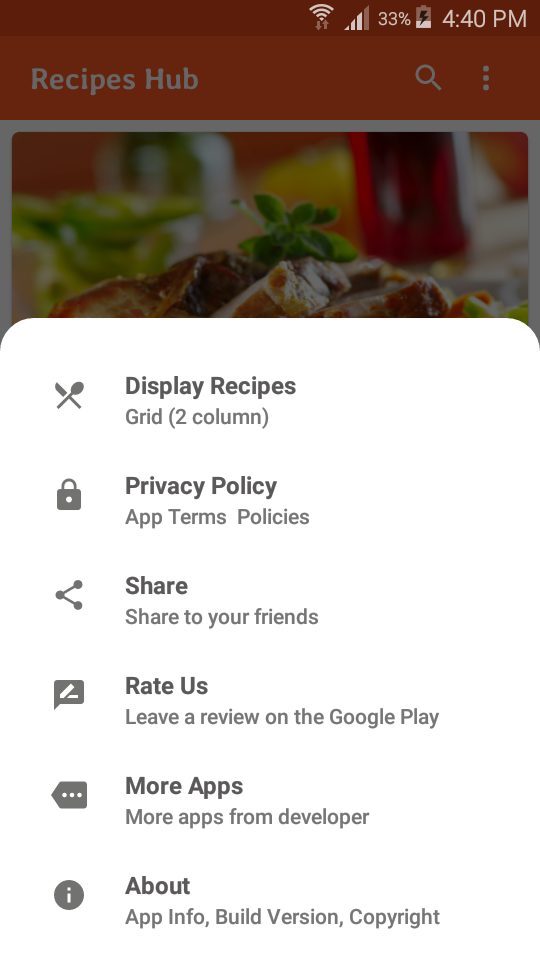 33% 4:40 PM
Recipes Hub
Display Recipes
Grid (2 column)
Privacy Policy
App Terms  Policies
Share
Share to your friends
Rate Us
Leave a review on the Google Play
More Apps
More apps from developer
About
App Info, Build Version, Copyright